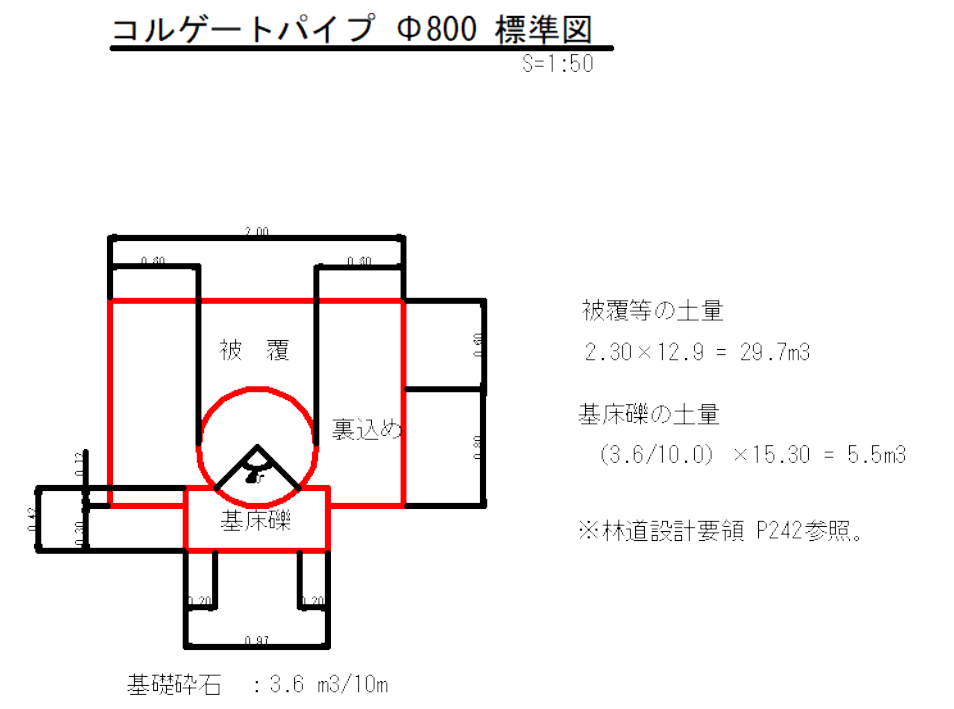 コルゲートパイプ Φ800 標準図
S=1:50
2.00
0.60
0.60
被 覆
0.60
裏込め
0.80
0.12
0.42
0.30
基床礫
0.20
0.20
0.97
基礎砕石 :3.6 m3/10m
被覆等の土量
2.30×12.9 = 29.7m3
基床礫の土量
(3.6/10.0) ×15.30 = 5.5m3
※林道設計要領 P242参照。